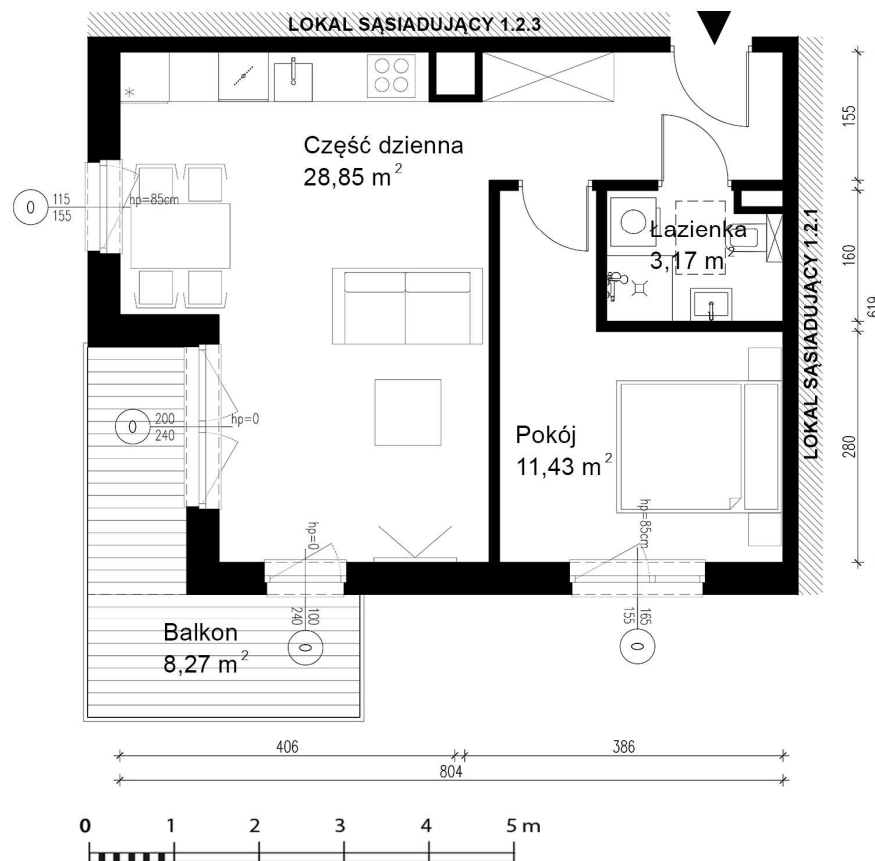 LOKAL SĄSIADUJĄCY 1.2.3
155
Część dzienna
28,85 m²
115
155
0
hp=85cm
Łazienka
3,17 m²
160
619
LOKAL SĄSIADUJĄCY 1.2.1
200
240
0
hp=0
Pokój
11,43 m²
280
hp=0
hp=85cm
100
240
0
165
155
0
Balkon
8,27 m²
406
386
804
0 1 2 3 4 5 m